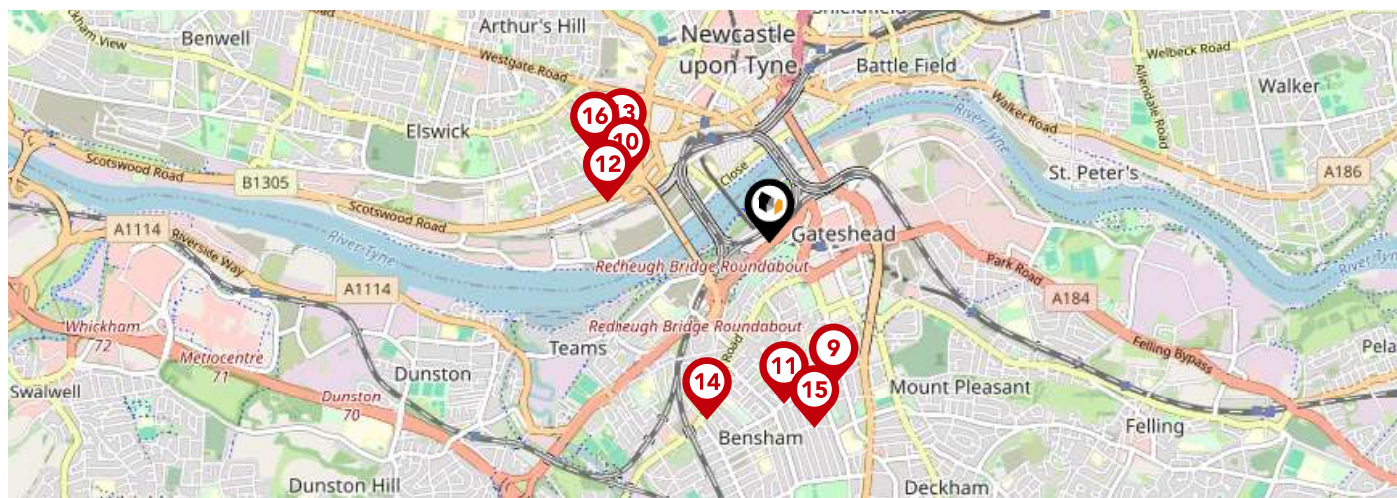 Arthur's Hill
Newcastle
upon Tyne
Benwell
Westgate Road
Battle Field
Welbeck Road
Allendale Road
Walker
River Tyne
Walker Road
16
10
12
Elswick
Close
St. Peter's
A186
Scotswood Road
B1305
Scotswood Road
A1114
River Tyne
Riverside Way
Gateshead
Park Road
Redheugh Bridge Roundabout
A1114
A184
Whickham
72
Metrocentre
71
Redheugh Bridge Roundabout
Teams
Road
9
11
15
14
Felling Bypass
Swalwell
Dunston
Dunston
70
Mount Pleasant
Bensham
Felling
Dunston Hill
Deckham